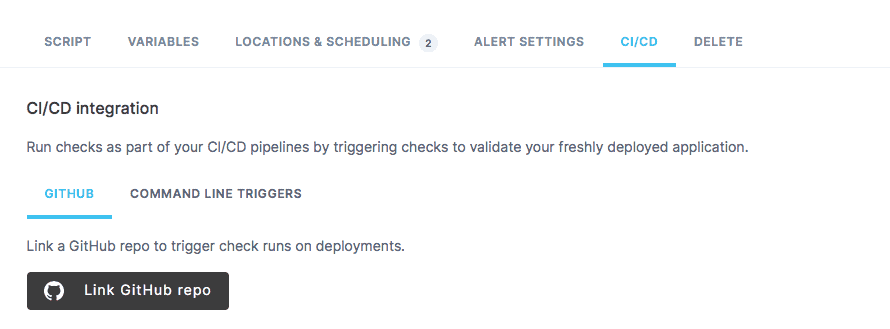 SCRIPT VARIABLES LOCATIONS & SCHEDULING 2 ALERT SETTINGS CI/CD DELETE
CI/CD integration
Run checks as part of your CI/CD pipelines by triggering checks to validate your freshly deployed application.
GITHUB COMMAND LINE TRIGGERS
Link a GitHub repo to trigger check runs on deployments.
Link GitHub repo